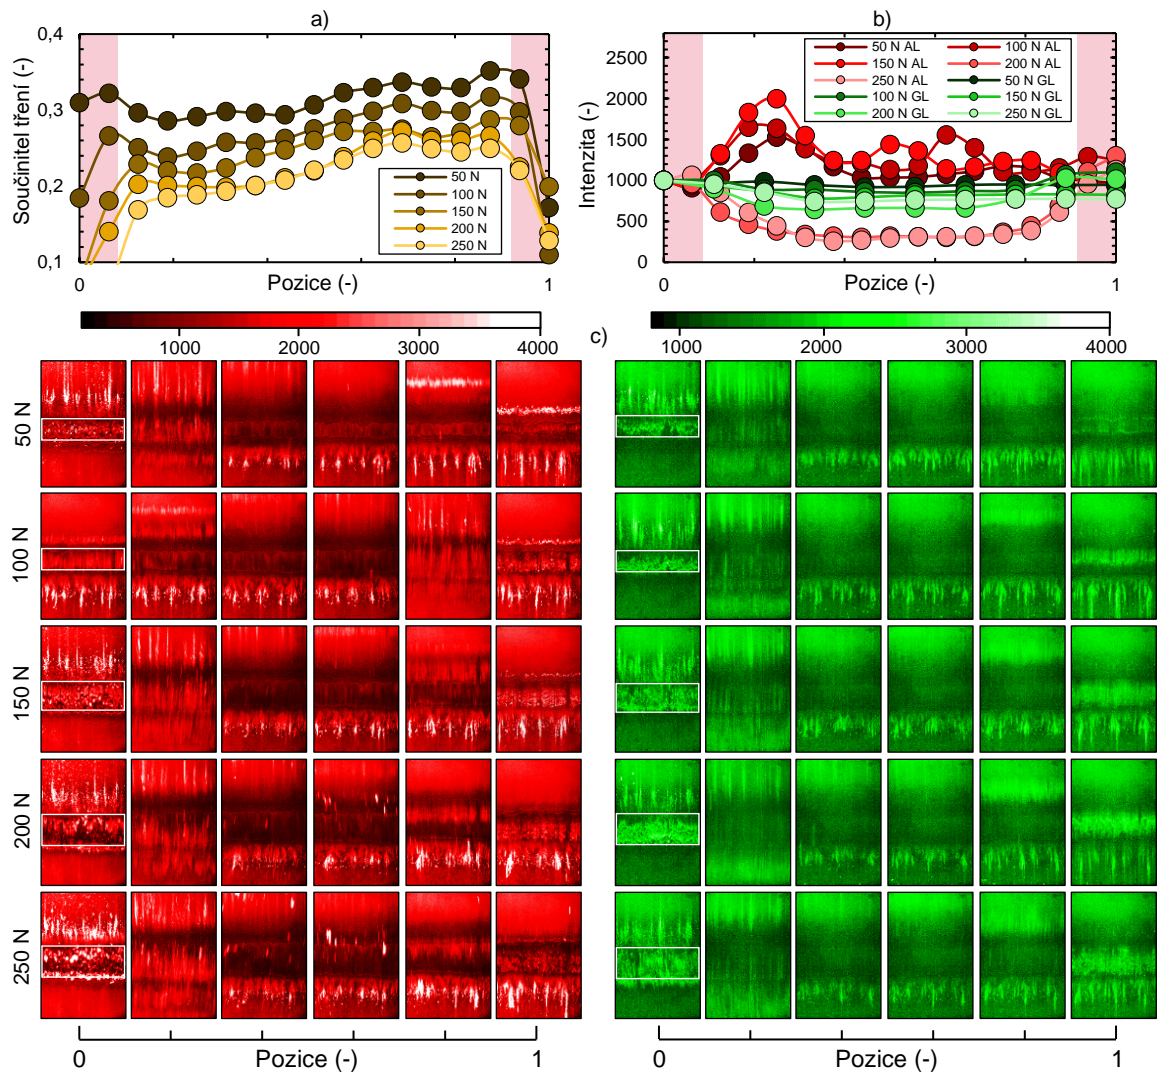 a)
b)
0,4
0,3
0,2
0,1
Součinitel tření (-)
50 N
100 N
150 N
200 N
250 N
0
Pozice (-)
1
2500
2000
1500
1000
500
0
Intenzita (-)
50 N AL
100 N AL
150 N AL
200 N AL
250 N AL
50 N GL
100 N GL
150 N GL
200 N GL
250 N GL
0
Pozice (-)
1
c)
1000
2000
3000
4000
1000
2000
3000
4000
50 N
100 N
150 N
200 N
250 N
0
Pozice (-)
1
0
Pozice (-)
1